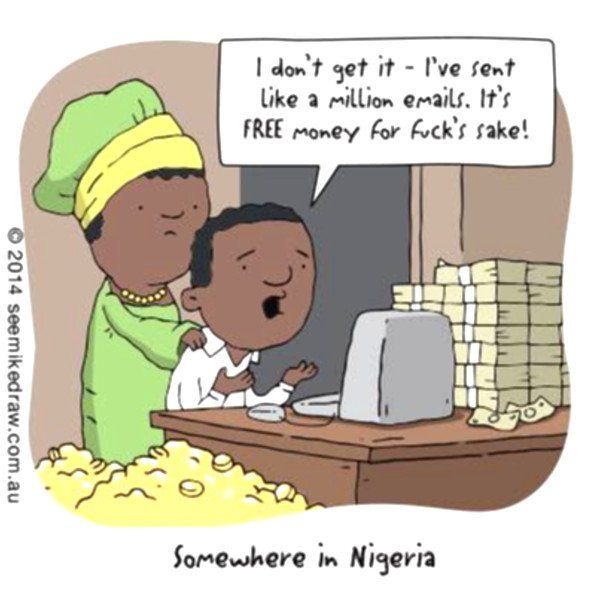 I don't get it - I've sent
like a million emails. It's
FREE money for fuck's sake!
© 2014 seemikedraw.com.au
Somewhere in Nigeria